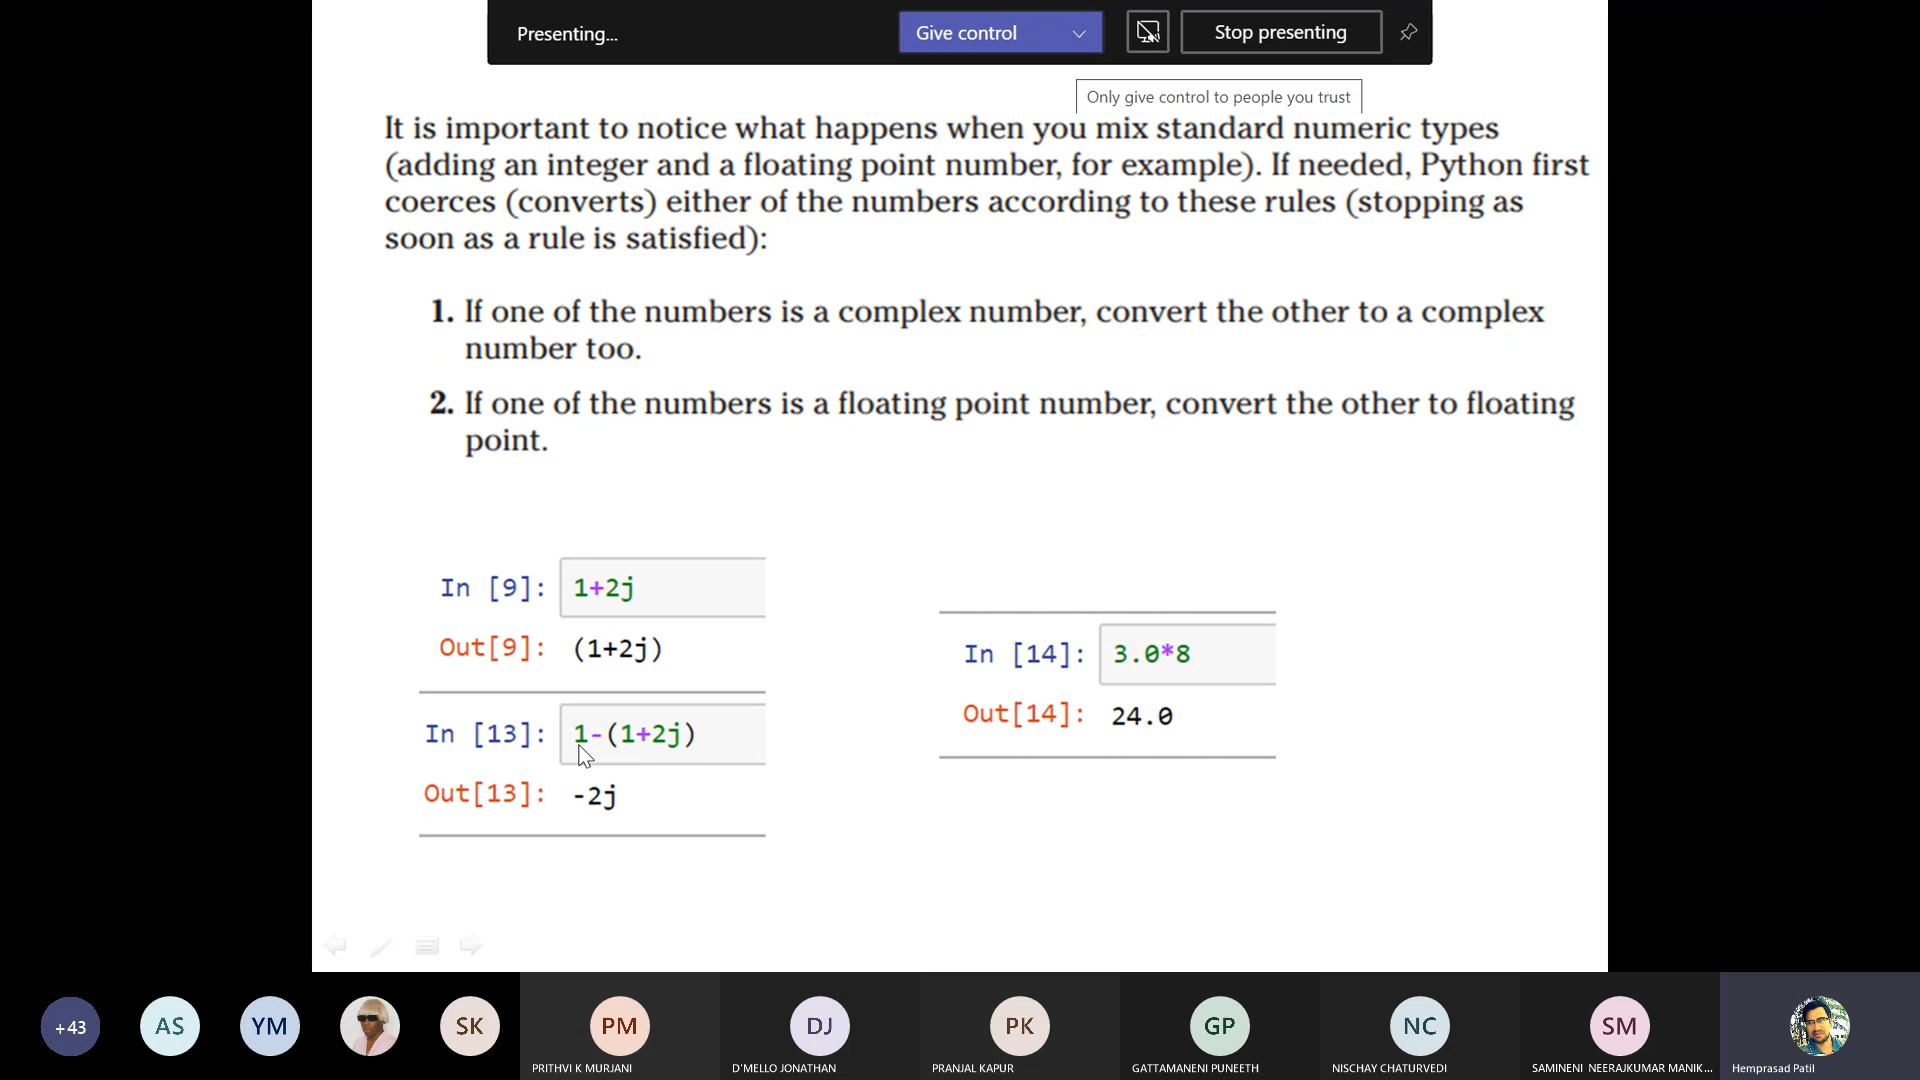 Presenting...
Give control
Stop presenting
Only give control to people you trust
It is important to notice what happens when you mix standard numeric types
(adding an integer and a floating point number, for example). If needed, Python first
coerces (converts) either of the numbers according to these rules (stopping as
soon as a rule is satisfied):
1. If one of the numbers is a complex number, convert the other to a complex
number too.
2. If one of the numbers is a floating point number, convert the other to floating
point.
In [9]: 1+2j
Out[9]: (1+2j)
In [13]: 1-(1+2j)
Out[13]: -2j
In [14]: 3.0*8
Out[14]: 24.0
+43
AS
YM
SK
PM
DJ
PK
GP
NC
SM
PRITHVI K MURJANI
D'MELLO JONATHAN
PRANJAL KAPUR
GATTAMANENI PUNEETH
NISCHAY CHATURVEDI
SAMINENI NEERAJKUMAR MANIK...
Hemprasad Patil